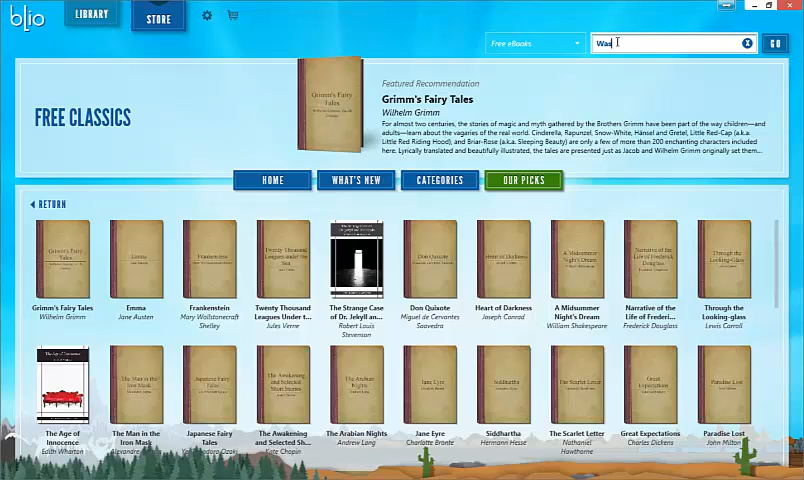 blio
LIBRARY
STORE
Free eBooks
Was
GO
FREE CLASSICS
Grimm's Fairy Tales
Featured Recommendation
Grimm's Fairy Tales
Wilhelm Grimm
For almost two centuries, the stories of magic and myth gathered by the Brothers Grimm have been part of the way children—and
adults—learn about the vagaries of the real world. Cinderella, Rapunzel, Snow-White, Hänsel and Gretel, Little Red-Cap (a.k.a.
Little Red Riding Hood), and Briar-Rose (a.k.a. Sleeping Beauty) are only a few of more than 200 enchanting characters included
here. Lyrically translated and beautifully illustrated, the tales are presented just as Jacob and Wilhelm Grimm originally set them...
HOME
WHAT'S NEW
CATEGORIES
OUR PICKS
RETURN
Grimm's Fairy Tales
Wilhelm Grimm
Emma
Jane Austen
Frankenstein
Mary Wollstonecraft
Shelley
Twenty Thousand
Leagues Under t...
Jules Verne
The Strange Case
of Dr. Jekyll an...
Robert Louis
Stevenson
Don Quixote
Miguel de Cervantes
Saavedra
Heart of Darkness
Joseph Conrad
A Midsummer
Night's Dream
William Shakespeare
Narrative of the
Life of Frederi...
Frederick Douglass
Through the
Looking-glass
Lewis Carroll
The Age of
Innocence
Edith Wharton
The Man in the
Iron Mask
Alexandre
Japanese Fairy
Tales
Yei Theodora Ozaki
The Awakening
and Selected Sh...
Kate Chopin
The Arabian Nights
Andrew Lang
Jane Eyre
Charlotte Bronte
Siddhartha
Hermann Hesse
The Scarlet Letter
Nathaniel
Hawthorne
Great Expectations
Charles Dickens
Paradise Lost
John Milton